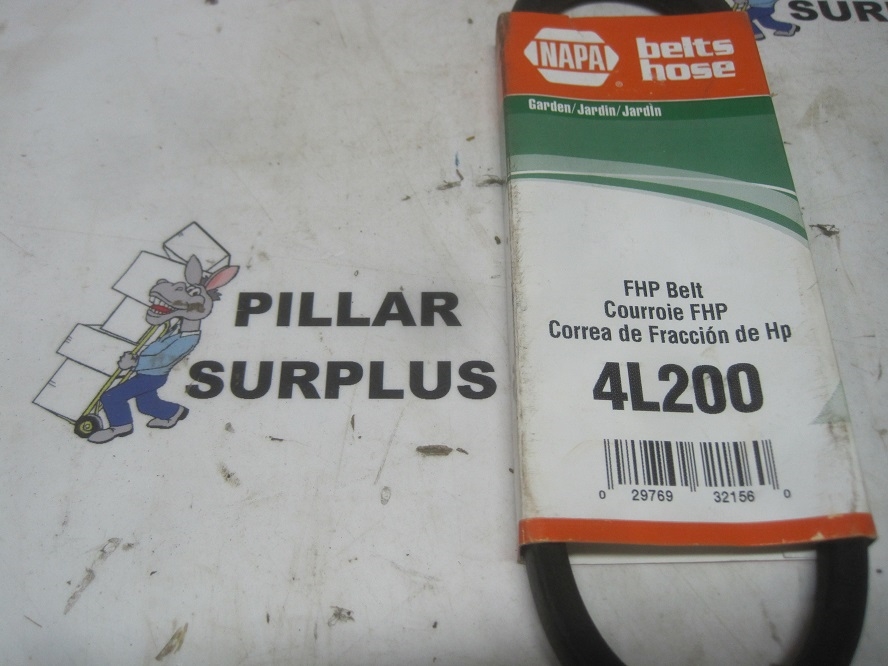 NAPA
belts
hose
Garden/Jardin/Jardín
FHP Belt
Courroie FHP
Correa de Fracción de Hp
4L200
0 29769 32156 0
PILLAR
SURPLUS
SUR